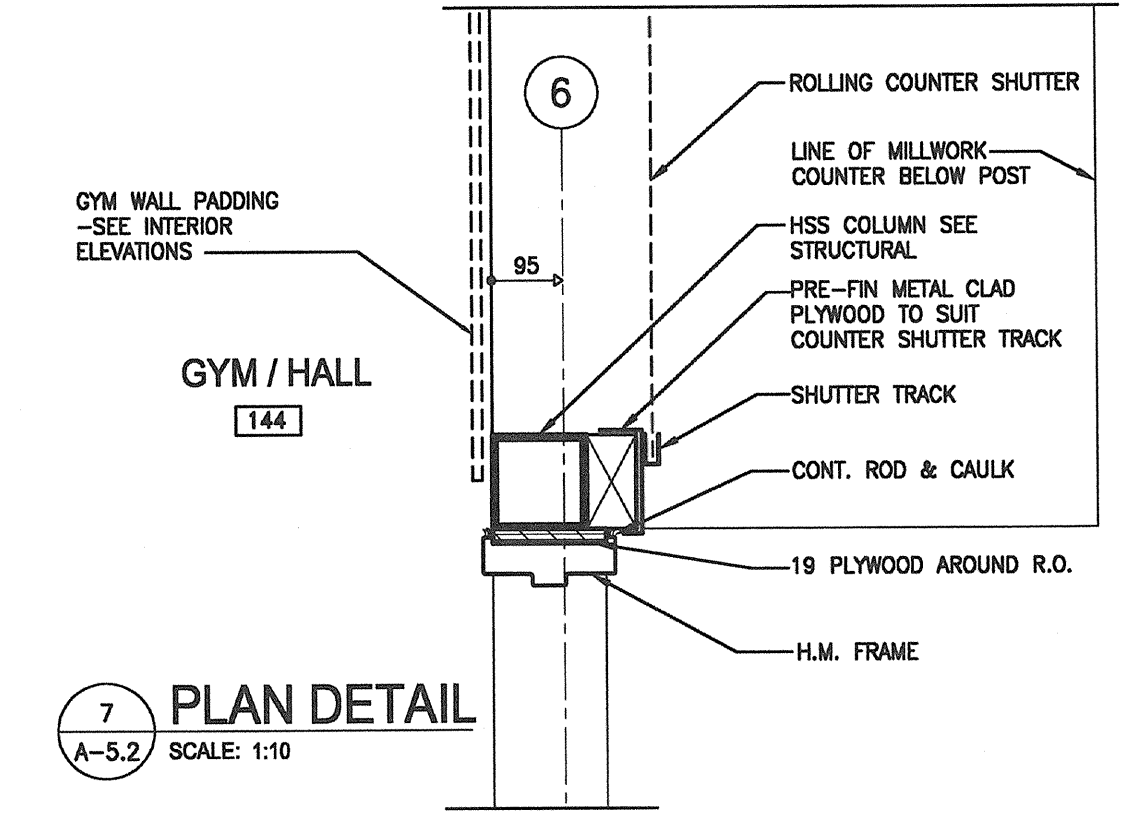 6
ROLLING COUNTER SHUTTER
LINE OF MILLWORK
COUNTER BELOW POST
GYM WALL PADDING
-SEE INTERIOR
ELEVATIONS
HSS COLUMN SEE
STRUCTURAL
95
PRE-FIN METAL CLAD
PLYWOOD TO SUIT
COUNTER SHUTTER TRACK
GYM / HALL
144
SHUTTER TRACK
CONT. ROD & CAULK
19 PLYWOOD AROUND R.O.
H.M. FRAME
7
A-5.2
PLAN DETAIL
SCALE: 1:10